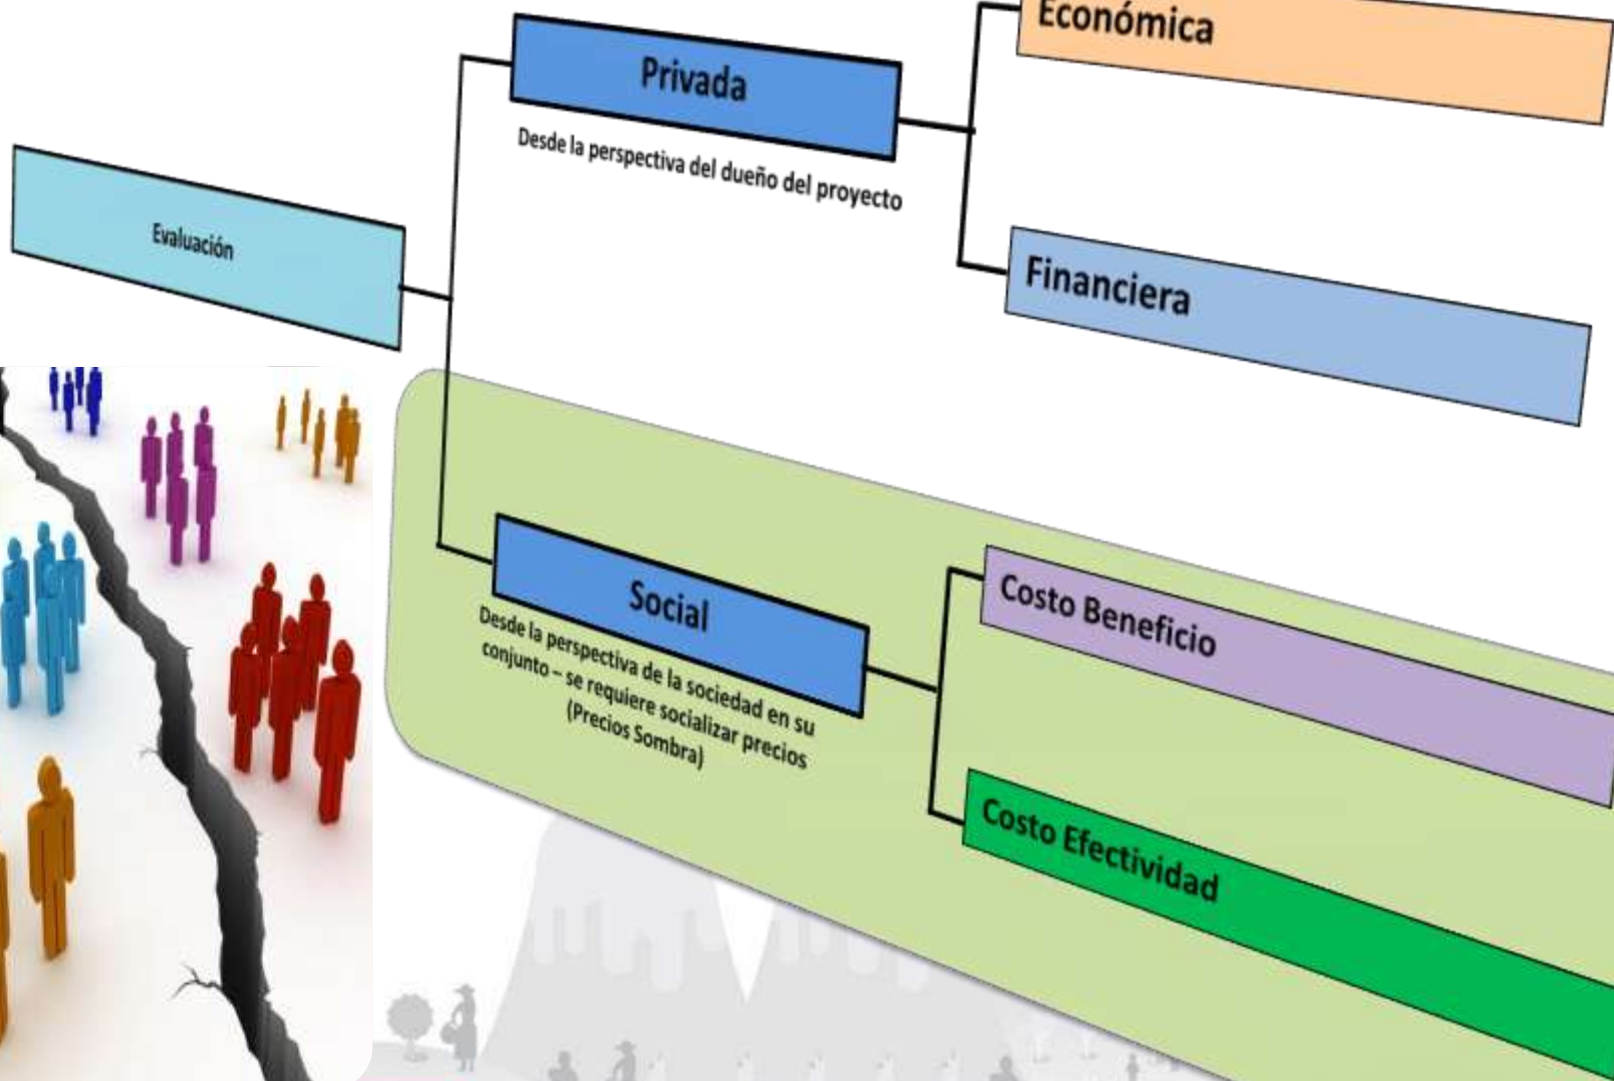 Evaluación
Privada
Desde la perspectiva del dueño del proyecto
Económica
Financiera
Social
Desde la perspectiva de la sociedad en su
conjunto – se requiere socializar precios
(Precios Sombra)
Costo Beneficio
Costo Efectividad